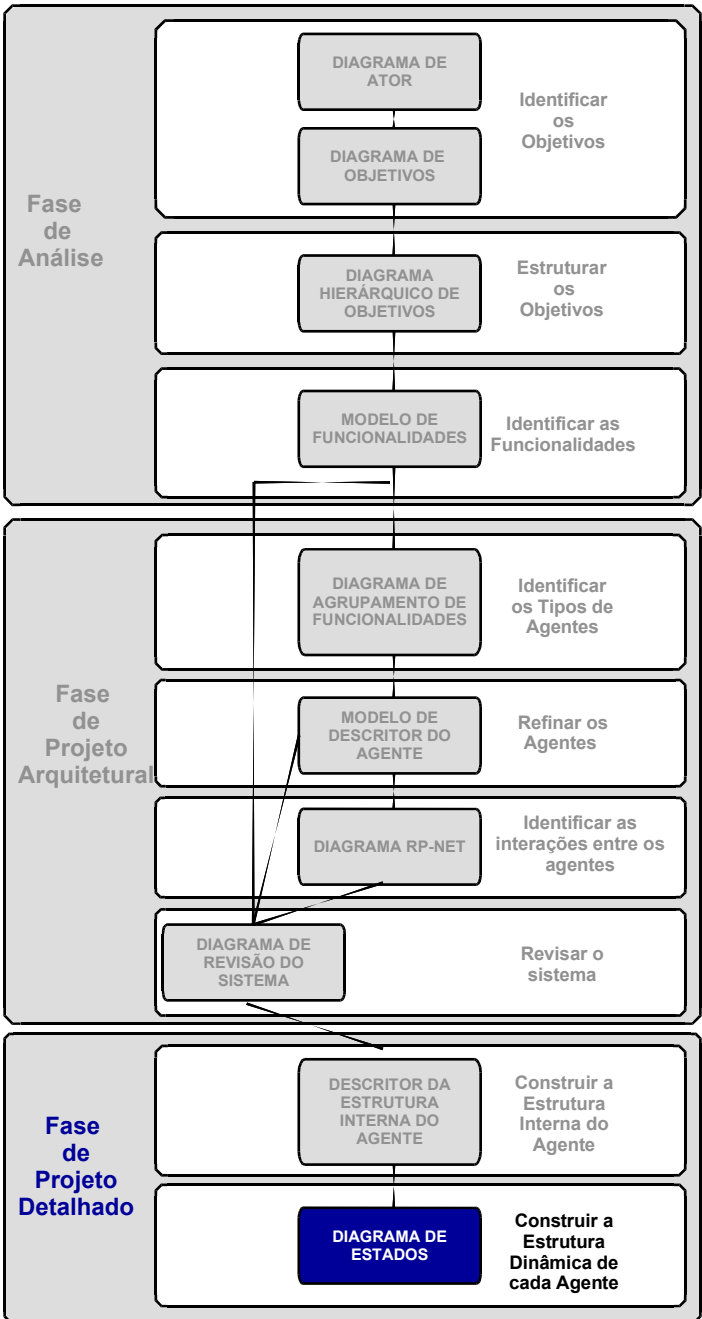 DIAGRAMA DE
ATOR
Identificar
os
Objetivos
DIAGRAMA DE
OBJETIVOS
Fase
de
Análise
DIAGRAMA
HIERÁRQUICO DE
OBJETIVOS
Estruturar
os
Objetivos
MODELO DE
FUNCIONALIDADES
Identificar as
Funcionalidades
Fase
de
Projeto
Arquitetural
DIAGRAMA DE
AGRUPAMENTO DE
FUNCIONALIDADES
Identificar
os Tipos de
Agentes
MODELO DE
DESCRITOR DO
AGENTE
Refinar os
Agentes
DIAGRAMA RP-NET
Identificar as
interações entre os
agentes
DIAGRAMA DE
REVISÃO DO
SISTEMA
Revisar o
sistema
Fase
de
Projeto
Detalhado
DESCRITOR DA
ESTRUTURA
INTERNA DO
AGENTE
Construir a
Estrutura
Interna do
Agente
DIAGRAMA DE
ESTADOS
Construir a
Estrutura
Dinâmica de
cada Agente